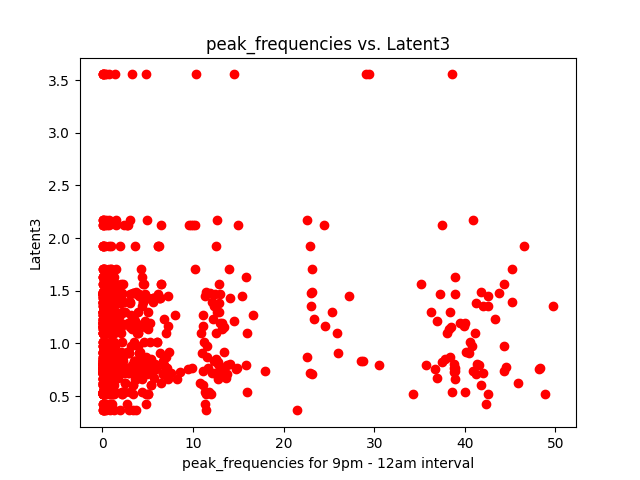 peak_frequencies vs. Latent3
3.5
3.0
2.5
2.0
1.5
1.0
0.5
Latent3
0 10 20 30 40 50
peak_frequencies for 9pm - 12am interval